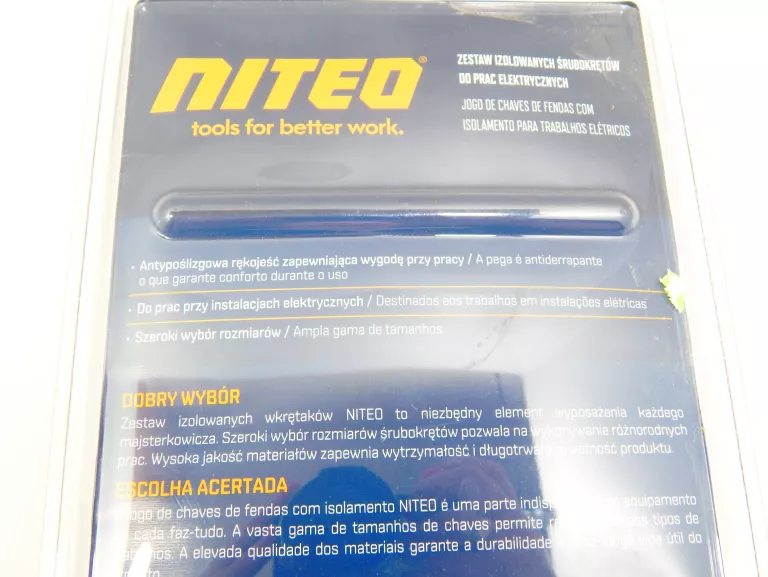 NITEO®
tools for better work.
ZESTAW IZOLOWANYCH ŚRUBOKRĘTÓW
DO PRAC ELEKTRYCZNYCH
JOGO DE CHAVES DE FENDAS COM
ISOLAMENTO PARA TRABALHOS ELÉTRICOS
• Antypoślizgowa rękojeść zapewniająca wygodę przy pracy / A pega é antiderrapante
o que garante conforto durante o uso
• Do prac przy instalacjach elektrycznych / Destinados aos trabalhos em instalações elétricas
• Szeroki wybór rozmiarów / Ampla gama de tamanhos.
DOBRY WYBÓR
Zestaw izolowanych wkrętaków NITEO to niezbędny element wyposażenia każdego
majsterkowicza. Szeroki wybór rozmiarów śrubokrętów pozwala na wykonywanie różnorodnych
prac. Wysoka jakość materiałów zapewnia wytrzymałość i długotrwałą żywotność produktu.
ESCOLHA ACERTADA
Jogo de chaves de fendas com isolamento NITEO é uma parte equipamento
cada faz-tudo. A vasta gama de tamanhos de chaves permite tipos de
A elevada qualidade dos materiais garante a durabilidade vida útil do